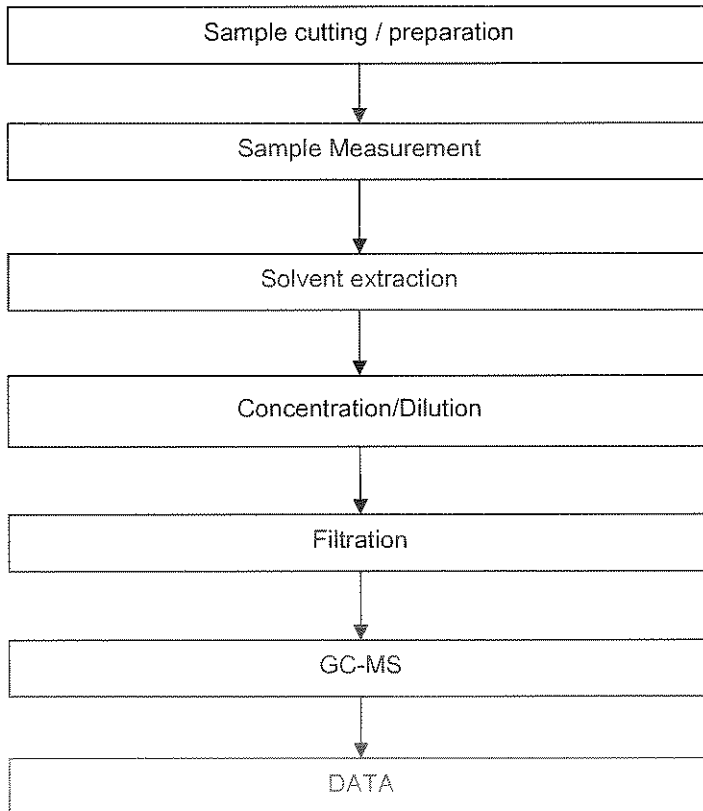 Sample cutting / preparation
Sample Measurement
Solvent extraction
Concentration/Dilution
Filtration
GC-MS
DATA